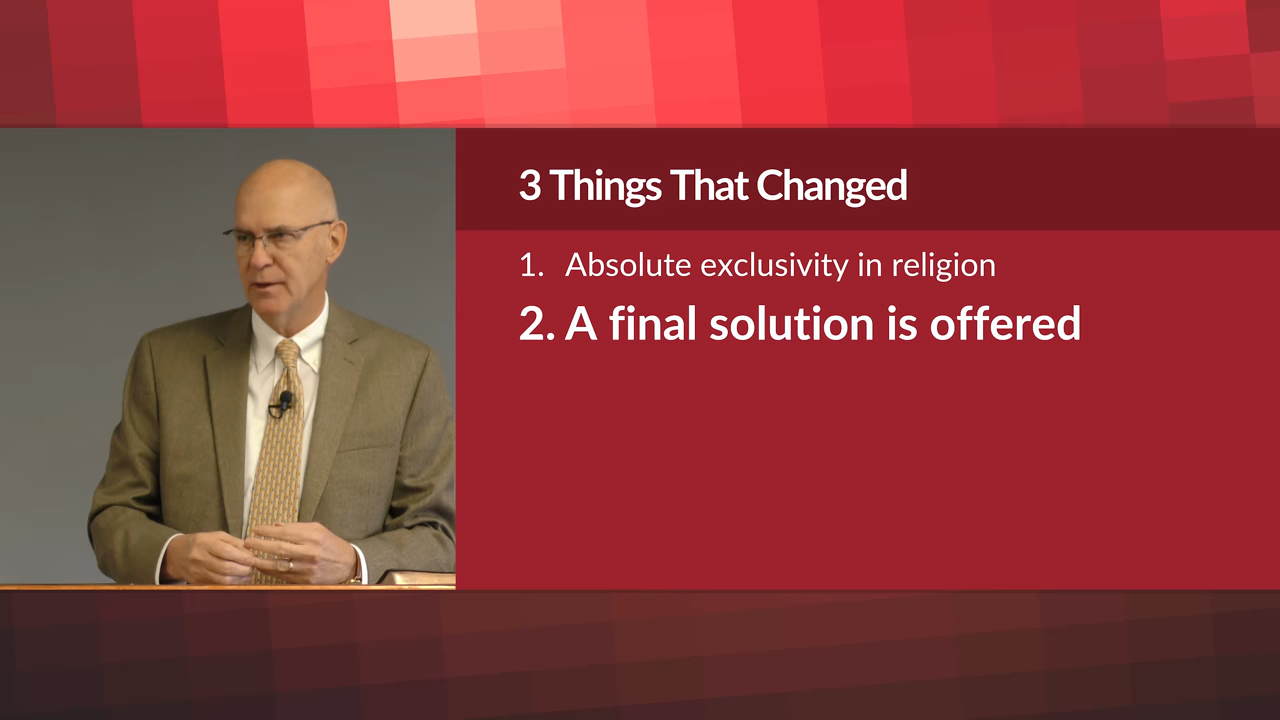 3 Things That Changed
1. Absolute exclusivity in religion
2. A final solution is offered